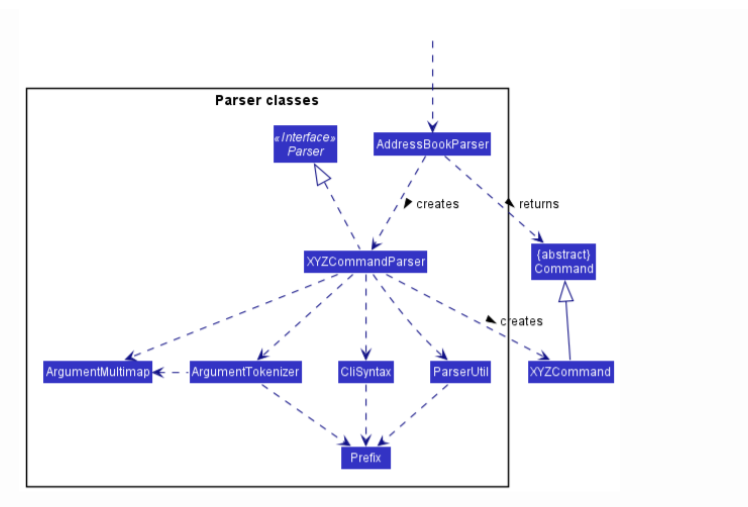 Parser classes
«Interface»
Parser
AddressBookParser
creates
returns
XYZCommandParser
{abstract}
Command
creates
ArgumentMultimap
ArgumentTokenizer
CliSyntax
ParserUtil
XYZCommand
Prefix